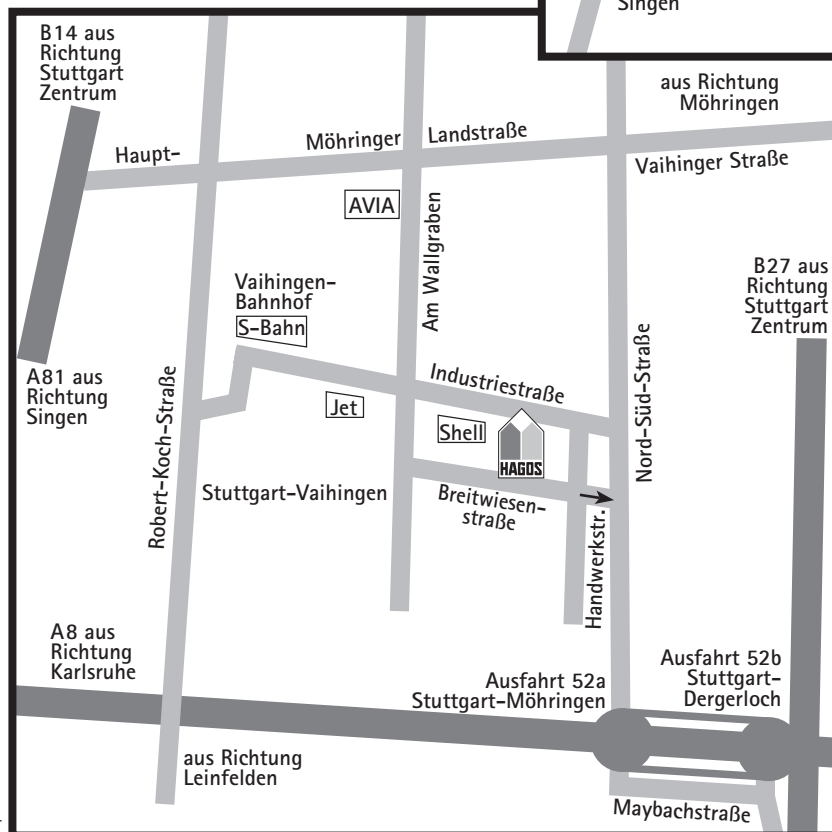 Singen
B14 aus
Richtung
Stuttgart
Zentrum
aus Richtung
Möhringen
Haupt-
Möhringer Landstraße
Vaihinger Straße
AVIA
Am Wallgraben
B27 aus
Richtung
Stuttgart
Zentrum
Vaihingen-
Bahnhof
S-Bahn
A81 aus
Richtung
Singen
Robert-Koch-Straße
Industriestraße
Nord-Süd-Straße
Jet
Shell
HAGOS
Stuttgart-Vaihingen
Breitwiesen-
straße
Handwerkstr.
A8 aus
Richtung
Karlsruhe
Ausfahrt 52a
Stuttgart-Möhringen
Ausfahrt 52b
Stuttgart-
Dergerloch
aus Richtung
Leinfelden
Maybachstraße